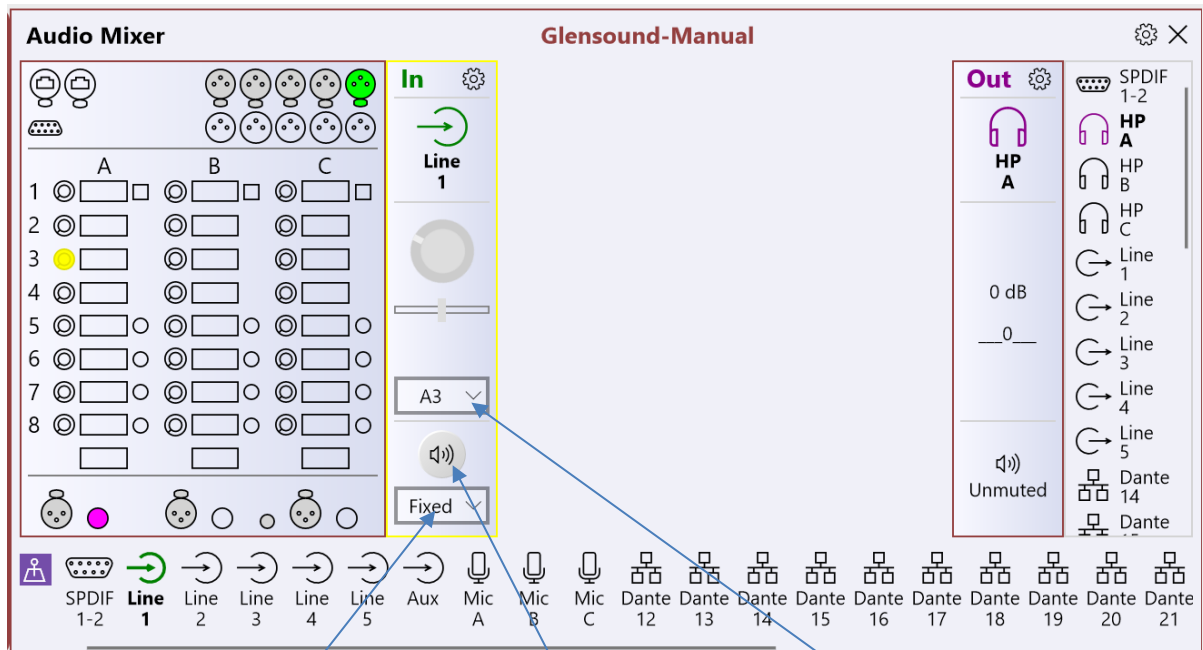 Audio Mixer
Glensound-Manual
A B C
1
2
3
4
5
6
7
8
In
Line
1
A3
Fixed
Out
HP
A
0 dB
___0___
Unmuted
SPDIF
1-2
HP
A
HP
B
HP
C
Line
1
Line
2
Line
3
Line
4
Line
5
Dante
14
Dante
SPDIF
1-2
Line
1
Line
2
Line
3
Line
4
Line
5
Aux
Mic
A
Mic
B
Mic
C
Dante
12
Dante
13
Dante
14
Dante
15
Dante
16
Dante
17
Dante
18
Dante
19
Dante
20
Dante
21